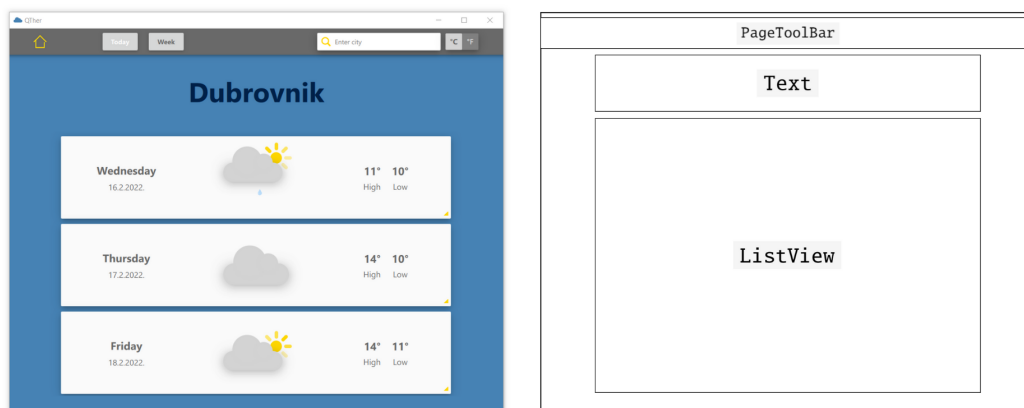 QTher
Today Week Enter city °C °F
Dubrovnik
Wednesday
16.2.2022.
11° 10°
High Low
Thursday
17.2.2022.
14° 10°
High Low
Friday
18.2.2022.
14° 11°
High Low
PageToolBar
Text
ListView